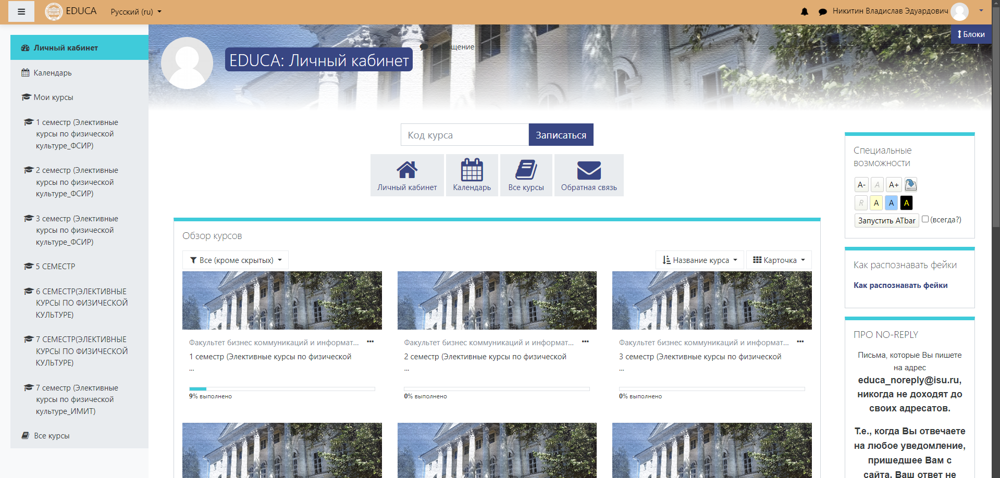 EDUCA
Русский (ru)
Никитин Владислав Эдуардович
Блоки
Личный кабинет
Календарь
Мои курсы
1 семестр (Элективные
курсы по физической
культуре_ФСИР)
2 семестр (Элективные
курсы по физической
культуре_ФСИР)
3 семестр (Элективные
курсы по физической
культуре_ФСИР)
5 СЕМЕСТР
6 СЕМЕСТР(ЭЛЕКТИВНЫЕ
КУРСЫ ПО ФИЗИЧЕСКОЙ
КУЛЬТУРЕ)
7 СЕМЕСТР(ЭЛЕКТИВНЫЕ
КУРСЫ ПО ФИЗИЧЕСКОЙ
КУЛЬТУРЕ)
7 семестр (Элективные
курсы по физической
культуре_ИМИТ)
Все курсы
EDUCA: Личный кабинет
Код курса
Записаться
Личный кабинет
Календарь
Все курсы
Обратная связь
Обзор курсов
Все (кроме скрытых)
Название курса
Карточка
Факультет бизнес коммуникаций и информат...
1 семестр (Элективные курсы по физической
...
9% выполнено
Факультет бизнес коммуникаций и информат...
2 семестр (Элективные курсы по физической
...
0% выполнено
Факультет бизнес коммуникаций и информат...
3 семестр (Элективные курсы по физической
...
0% выполнено
Специальные
возможности
A- A A+
R A A A
Запустить ATbar (всегда?)
Как распознавать фейки
Как распознавать фейки
ПРО NO-REPLY
Письма, которые Вы пишете
на адрес
educa_noreply@isu.ru,
никогда не доходят до
своих адресатов.
Т.е., когда Вы отвечаете
на любое уведомление,
пришедшее Вам с
сайта, Ваш ответ не